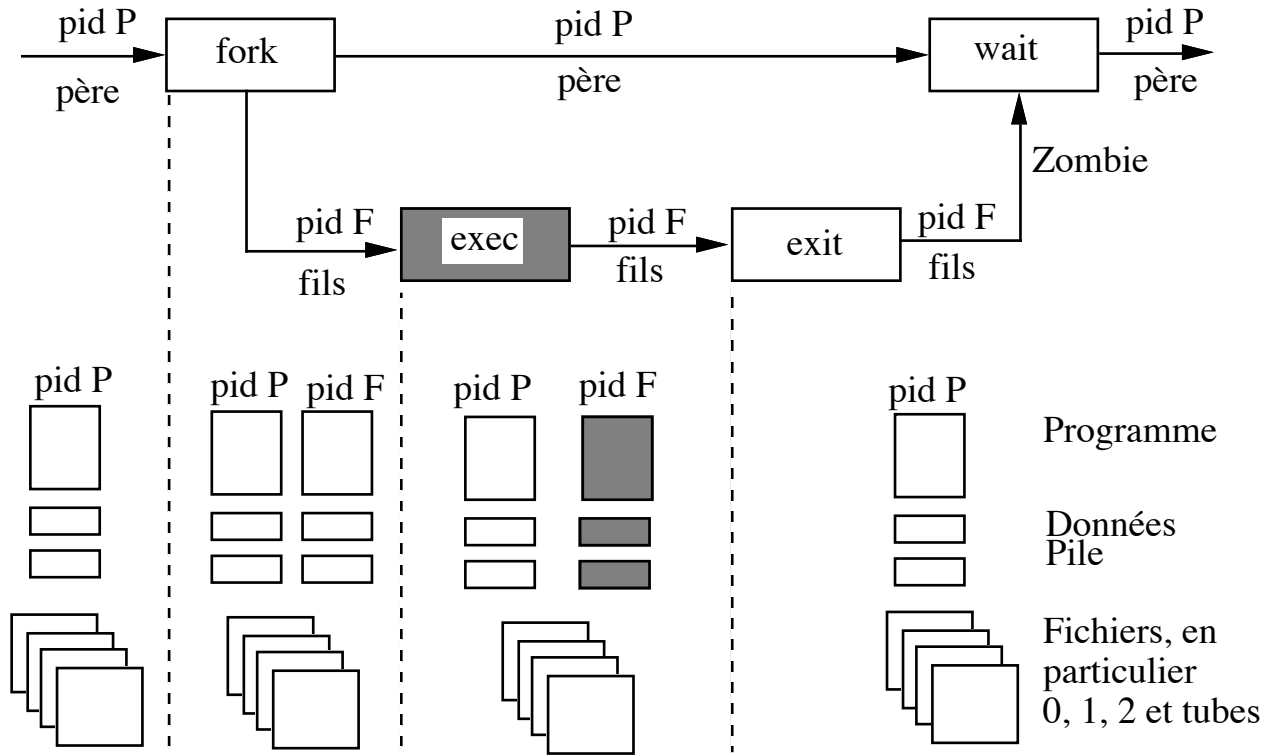 pid P
fork
pid P
wait
pid P
père
père
père
Zombie
pid F
exec
pid F
exit
pid F
fils
fils
fils
pid P
pid P
pid F
pid P
pid F
pid P
Programme
Données
Pile
Fichiers, en
particulier
0, 1, 2 et tubes